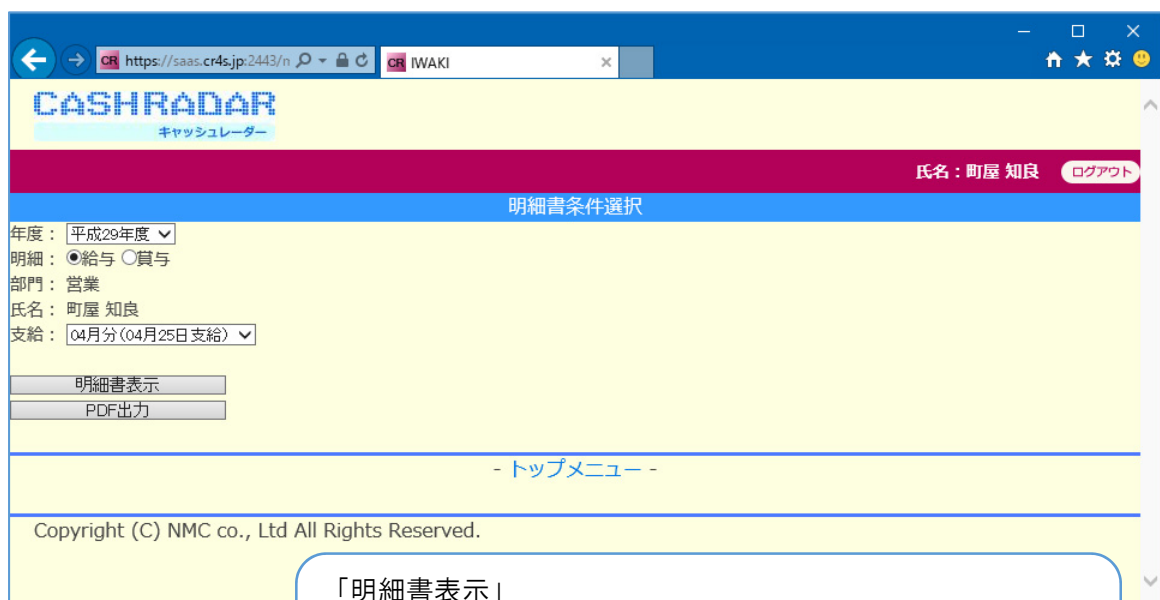 https://saas.cr4s.jp:2443/n
CR IWAKI
CASHRADAR
キャッシュレーダー
氏名：町屋 知良 ログアウト
明細書条件選択
年度： 平成29年度
明細： 給与 賞与
部門： 営業
氏名： 町屋 知良
支給： 04月分(04月25日支給)
明細書表示
PDF出力
- トップメニュー -
Copyright (C) NMC co., Ltd All Rights Reserved.
「明細書表示」